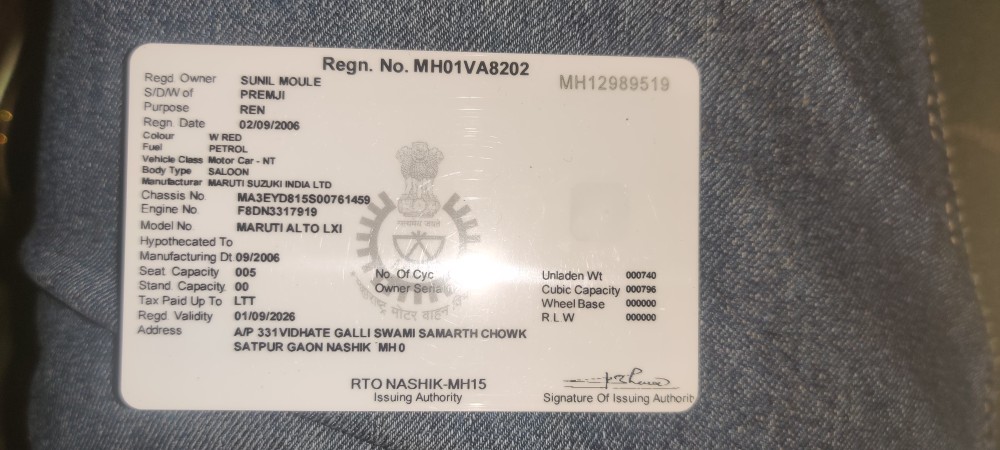 Regn. No. MH01VA8202
MH12989519
Regd. Owner SUNIL MOULE
S/D/W of PREMJI
Purpose REN
Regn. Date 02/09/2006
Colour W RED
Fuel PETROL
Vehicle Class Motor Car - NT
Body Type SALOON
Manufacturar MARUTI SUZUKI INDIA LTD
Chassis No. MA3EYD815S00761459
Engine No. F8DN3317919
Model No. MARUTI ALTO LXI
Hypothecated To
Manufacturing Dt 09/2006
Seat Capacity 005 No. Of Cyc Unladen Wt 000740
Stand Capacity 00 Owner Seria Cubic Capacity 000796
Tax Paid Up To LTT Wheel Base 000000
Regd. Validity 01/09/2026 R L W 000000
Address A/P 331VIDHATE GALLI SWAMI SAMARTH CHOWK
SATPUR GAON NASHIK MH 0
RTO NASHIK-MH15
Issuing Authority
Signature Of Issuing Authorit